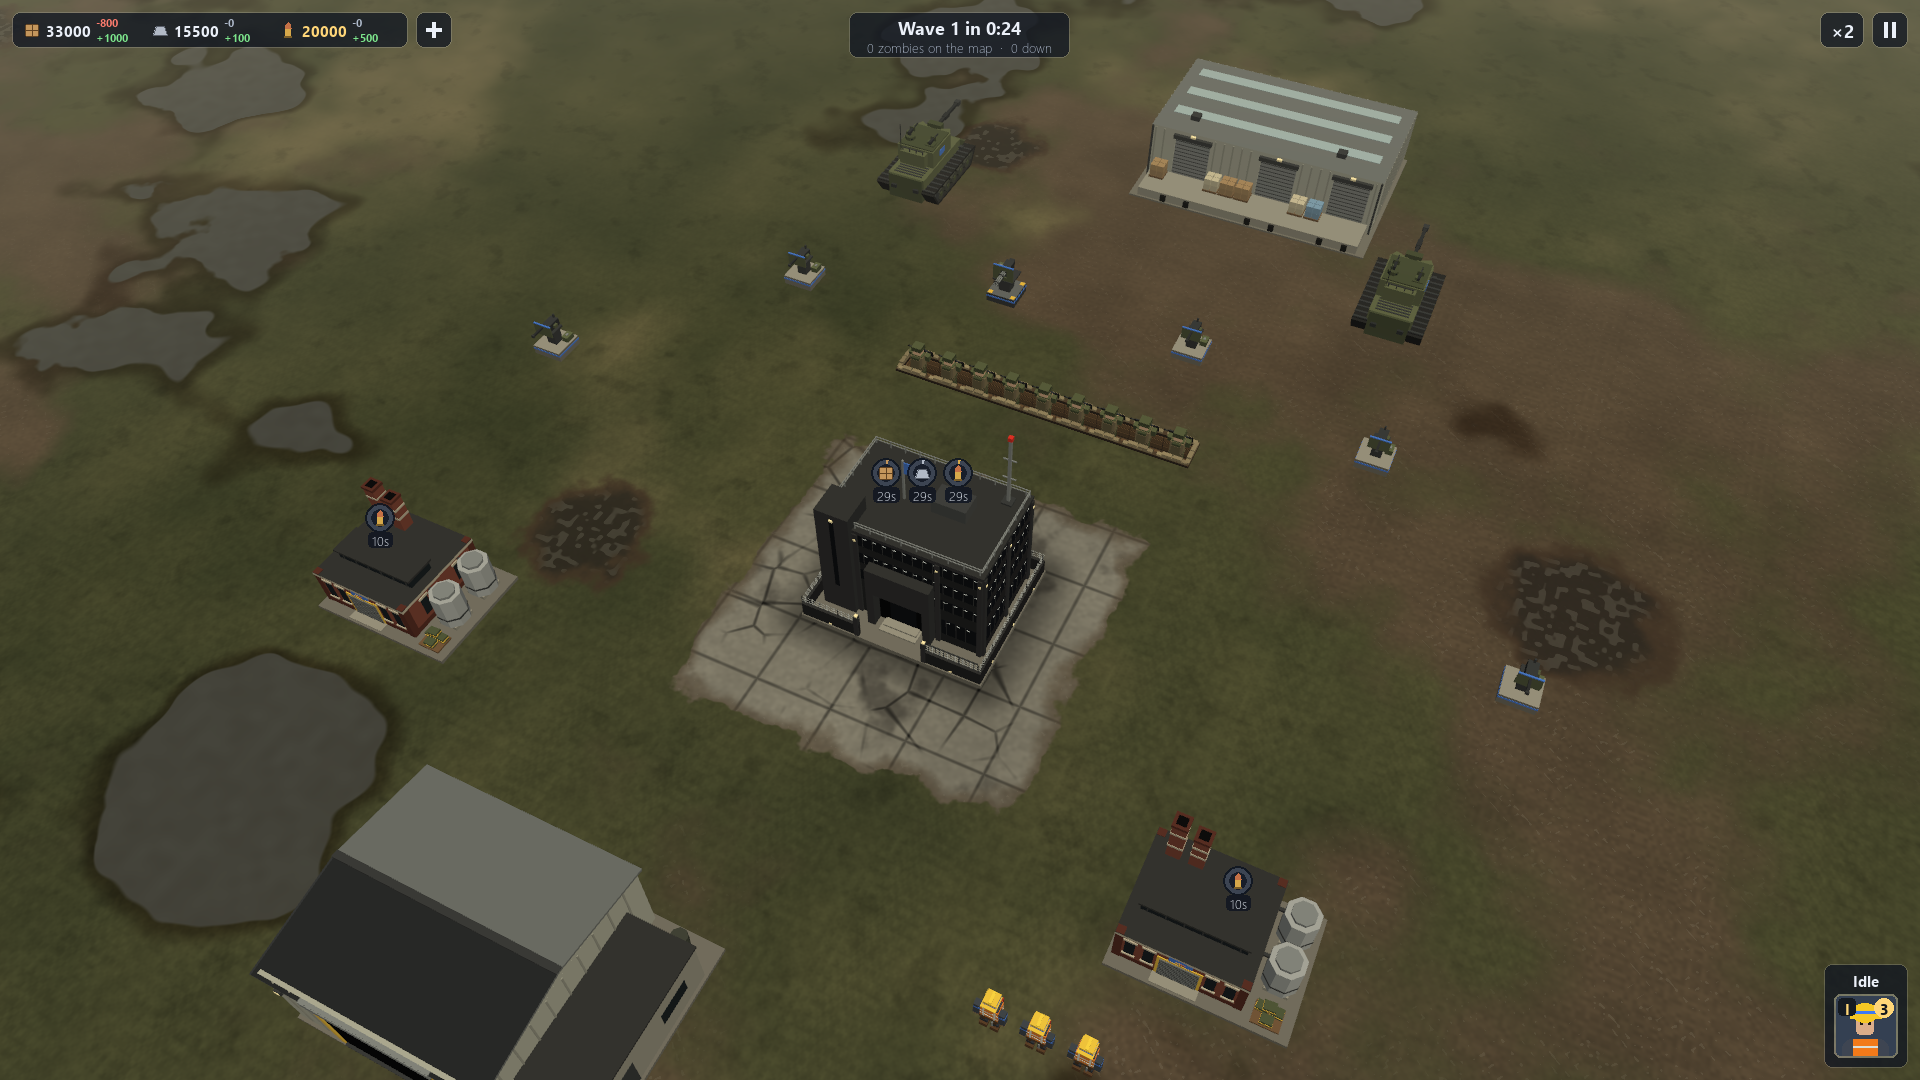 33000 -800 +1000 15500 -0 +100 20000 -0 +500
Wave 1 in 0:24
0 zombies on the map · 0 down
×2
29s 29s 29s
10s
10s
Idle
I 3